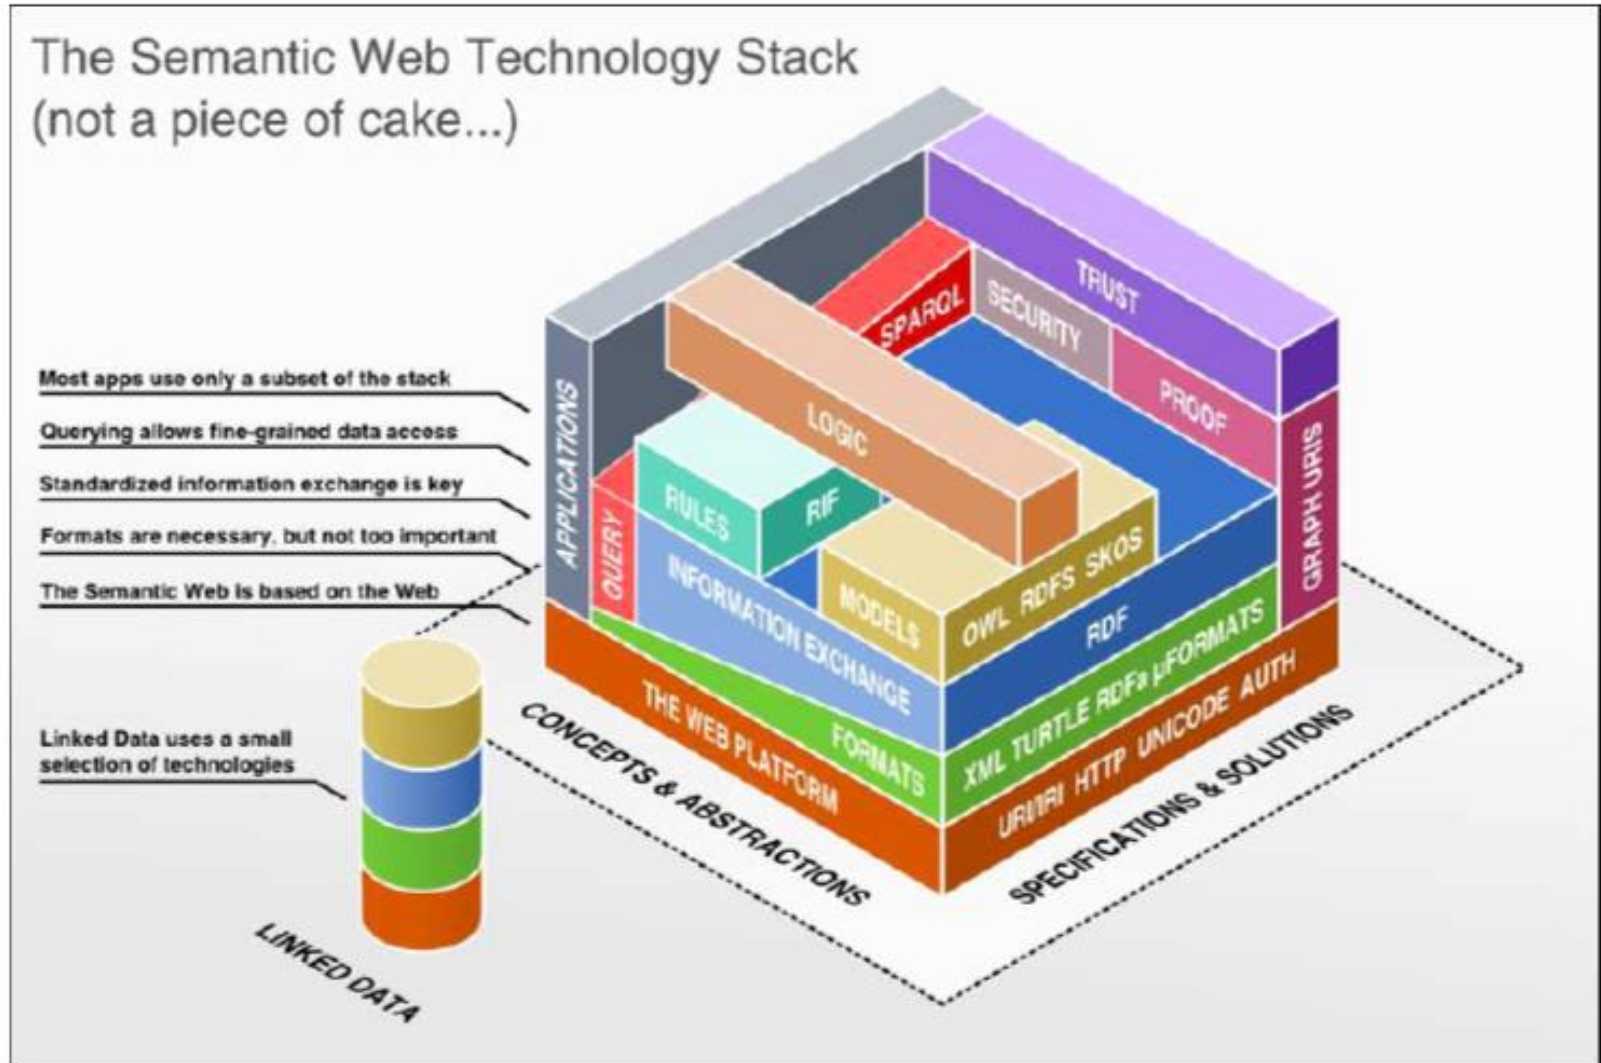 The Semantic Web Technology Stack
(not a piece of cake...)
Most apps use only a subset of the stack
Querying allows fine-grained data access
Standardized information exchange is key
Formats are necessary, but not too important
The Semantic Web is based on the Web
Linked Data uses a small
selection of technologies
LINKED DATA
APPLICATIONS
QUERY
RULES
RIF
LOGIC
SPARQL
SECURITY
TRUST
PROOF
GRAPH URIS
INFORMATION EXCHANGE
MODELS
OWL RDFS SKOS
RDF
FORMATS
XML TURTLE RDFa µFORMATS
THE WEB PLATFORM
URI/IRI HTTP UNICODE AUTH
CONCEPTS & ABSTRACTIONS
SPECIFICATIONS & SOLUTIONS